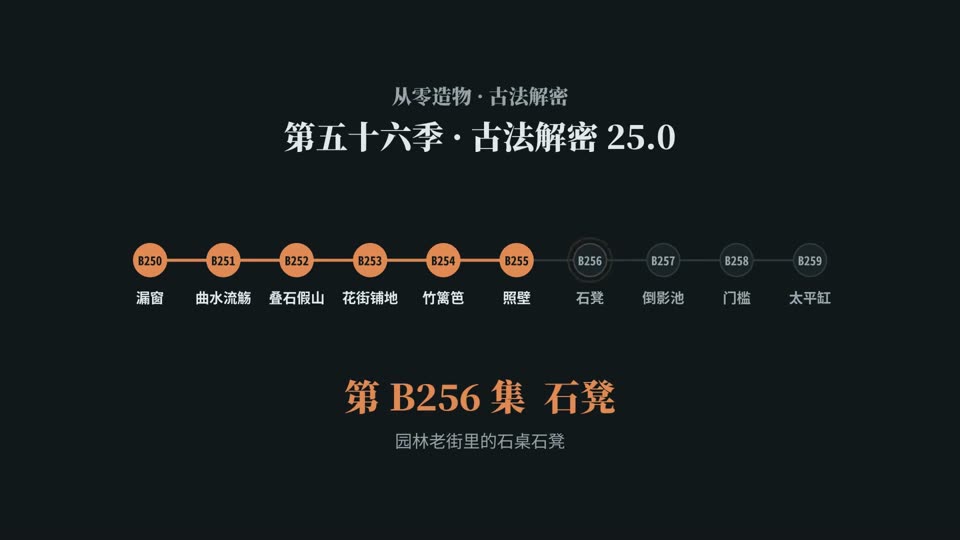 从零造物 · 古法解密
第五十六季 · 古法解密 25.0
B250 B251 B252 B253 B254 B255 B256 B257 B258 B259
漏窗 曲水流觞 叠石假山 花街铺地 竹篱笆 照壁 石凳 倒影池 门槛 太平缸
第 B256 集 石凳
园林老街里的石桌石凳